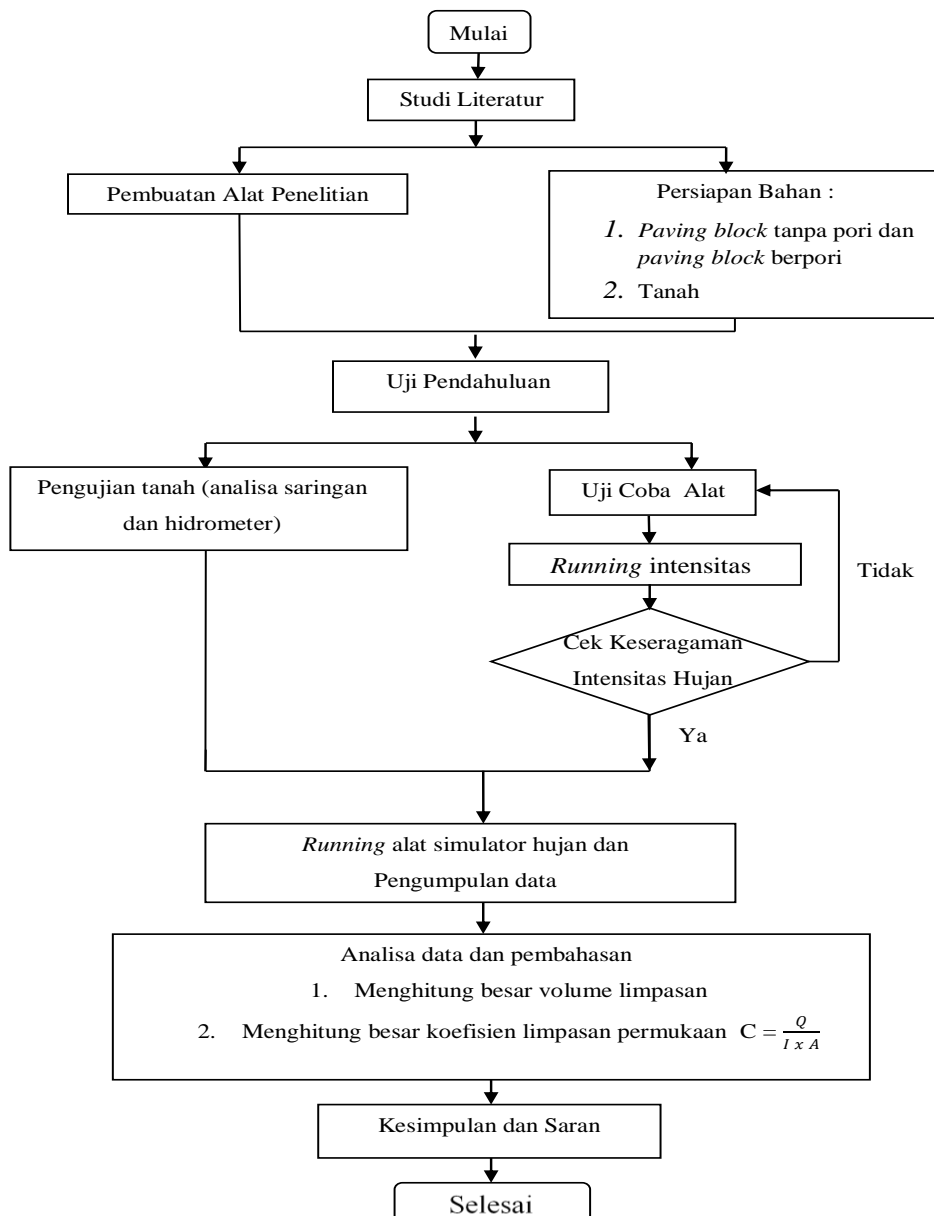 Mulai
Studi Literatur
Pembuatan Alat Penelitian
Persiapan Bahan :
1. Paving block tanpa pori dan
paving block berpori
2. Tanah
Uji Pendahuluan
Pengujian tanah (analisa saringan
dan hidrometer)
Uji Coba Alat
Running intensitas
Tidak
Cek Keseragaman
Intensitas Hujan
Ya
Running alat simulator hujan dan
Pengumpulan data
Analisa data dan pembahasan
1. Menghitung besar volume limpasan
2. Menghitung besar koefisien limpasan permukaan C = Q / I x A
Kesimpulan dan Saran
Selesai